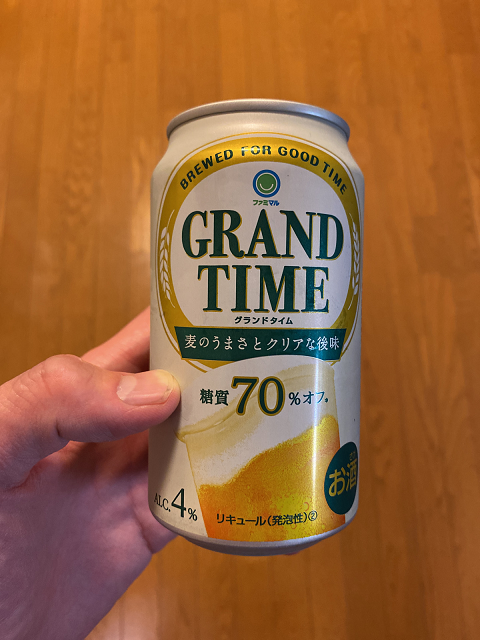 BREWED FOR GOOD TIME
ファミマル
GRAND
TIME
グランドタイム
麦のうまさとクリアな後味
糖質70%オフ。
お酒
ALC.4%
リキュール(発泡性)②